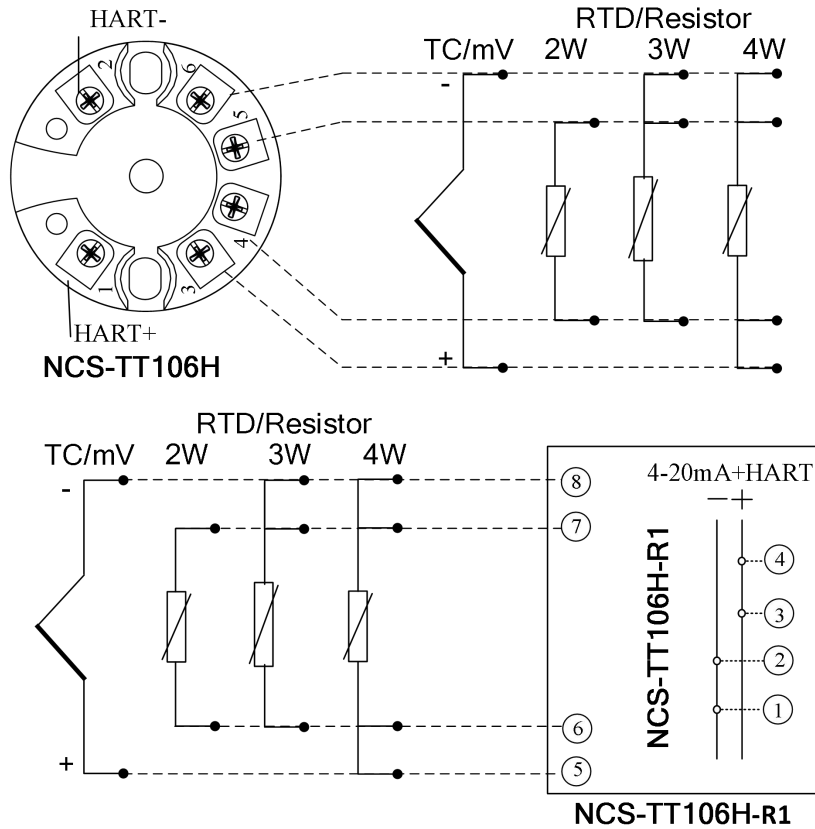 HART-
RTD/Resistor
TC/mV 2W 3W 4W
2
6
5
4
3
1
-
+
HART+
NCS-TT106H
RTD/Resistor
TC/mV 2W 3W 4W
-
+
8
7
6
5
4-20mA+HART
− +
NCS-TT106H-R1
4
3
2
1
NCS-TT106H-R1